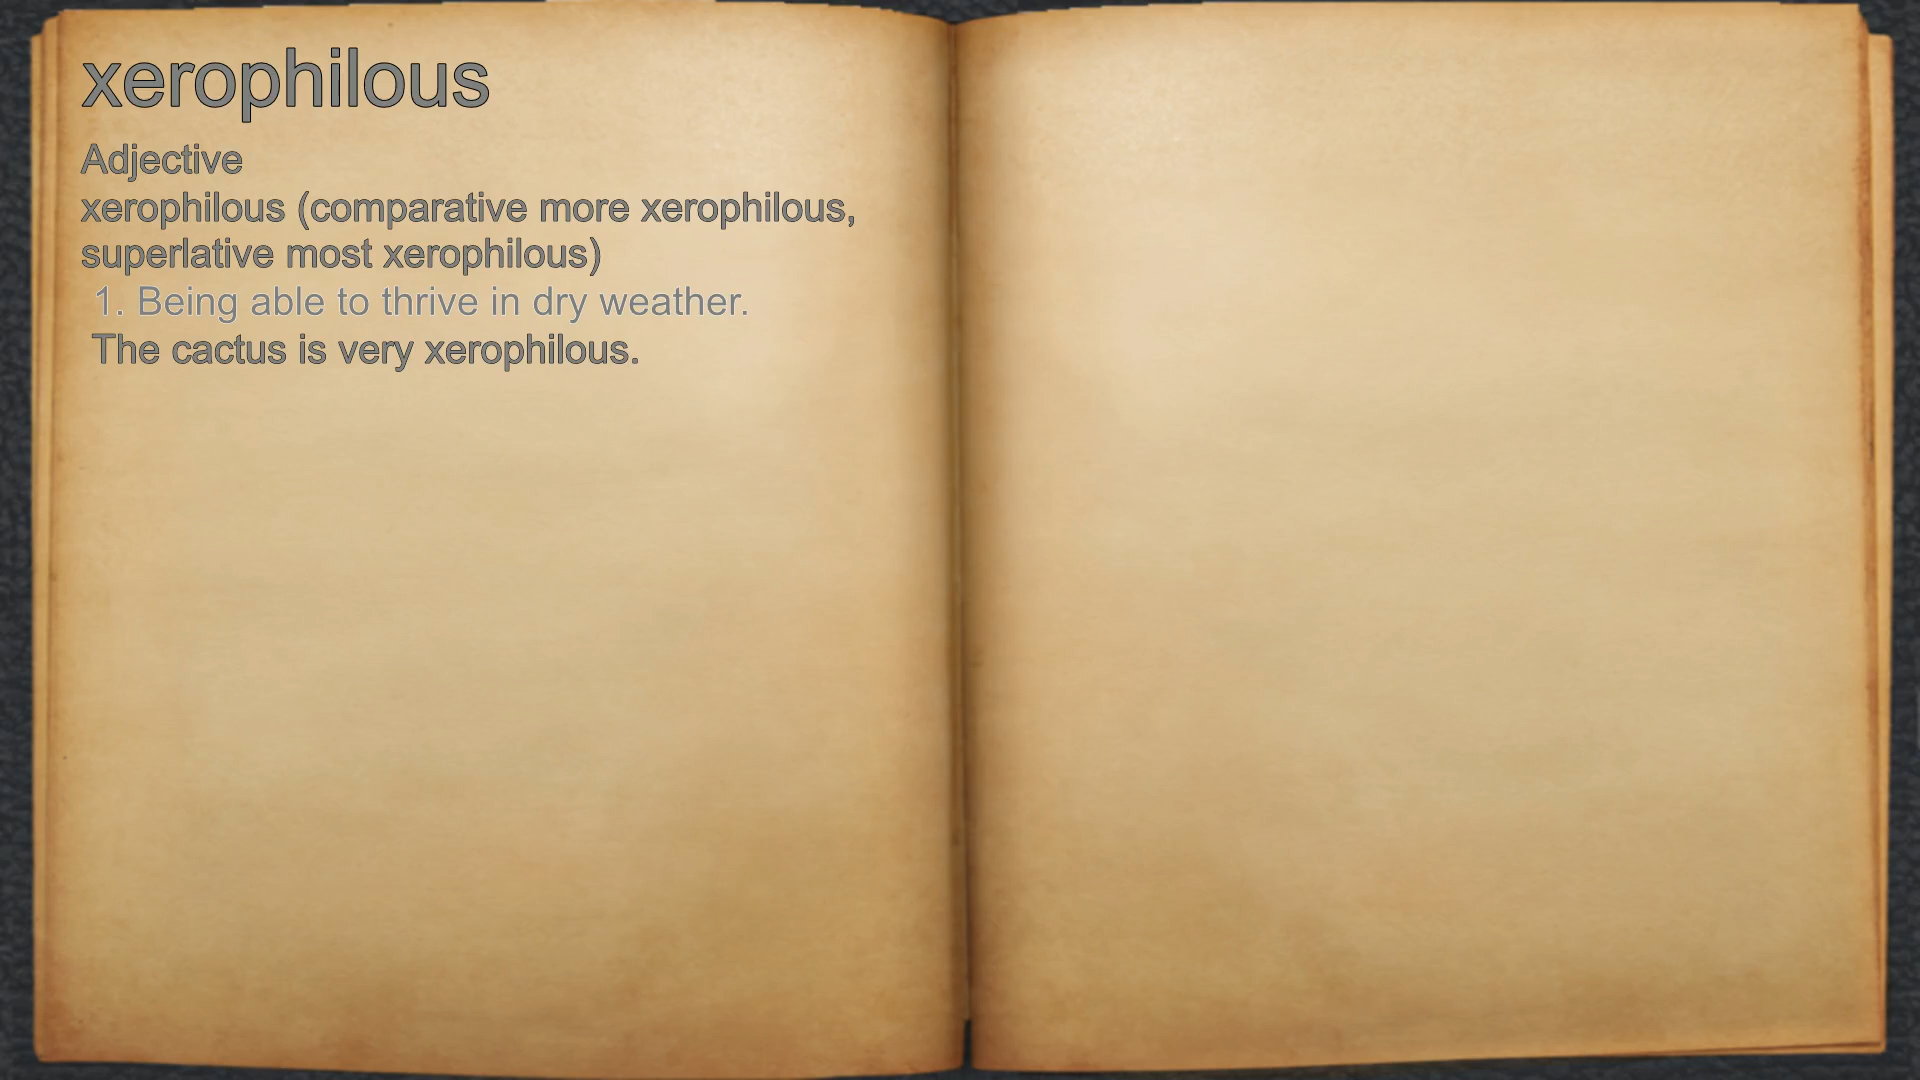 xerophilous
Adjective
xerophilous (comparative more xerophilous,
superlative most xerophilous)
1. Being able to thrive in dry weather.
The cactus is very xerophilous.